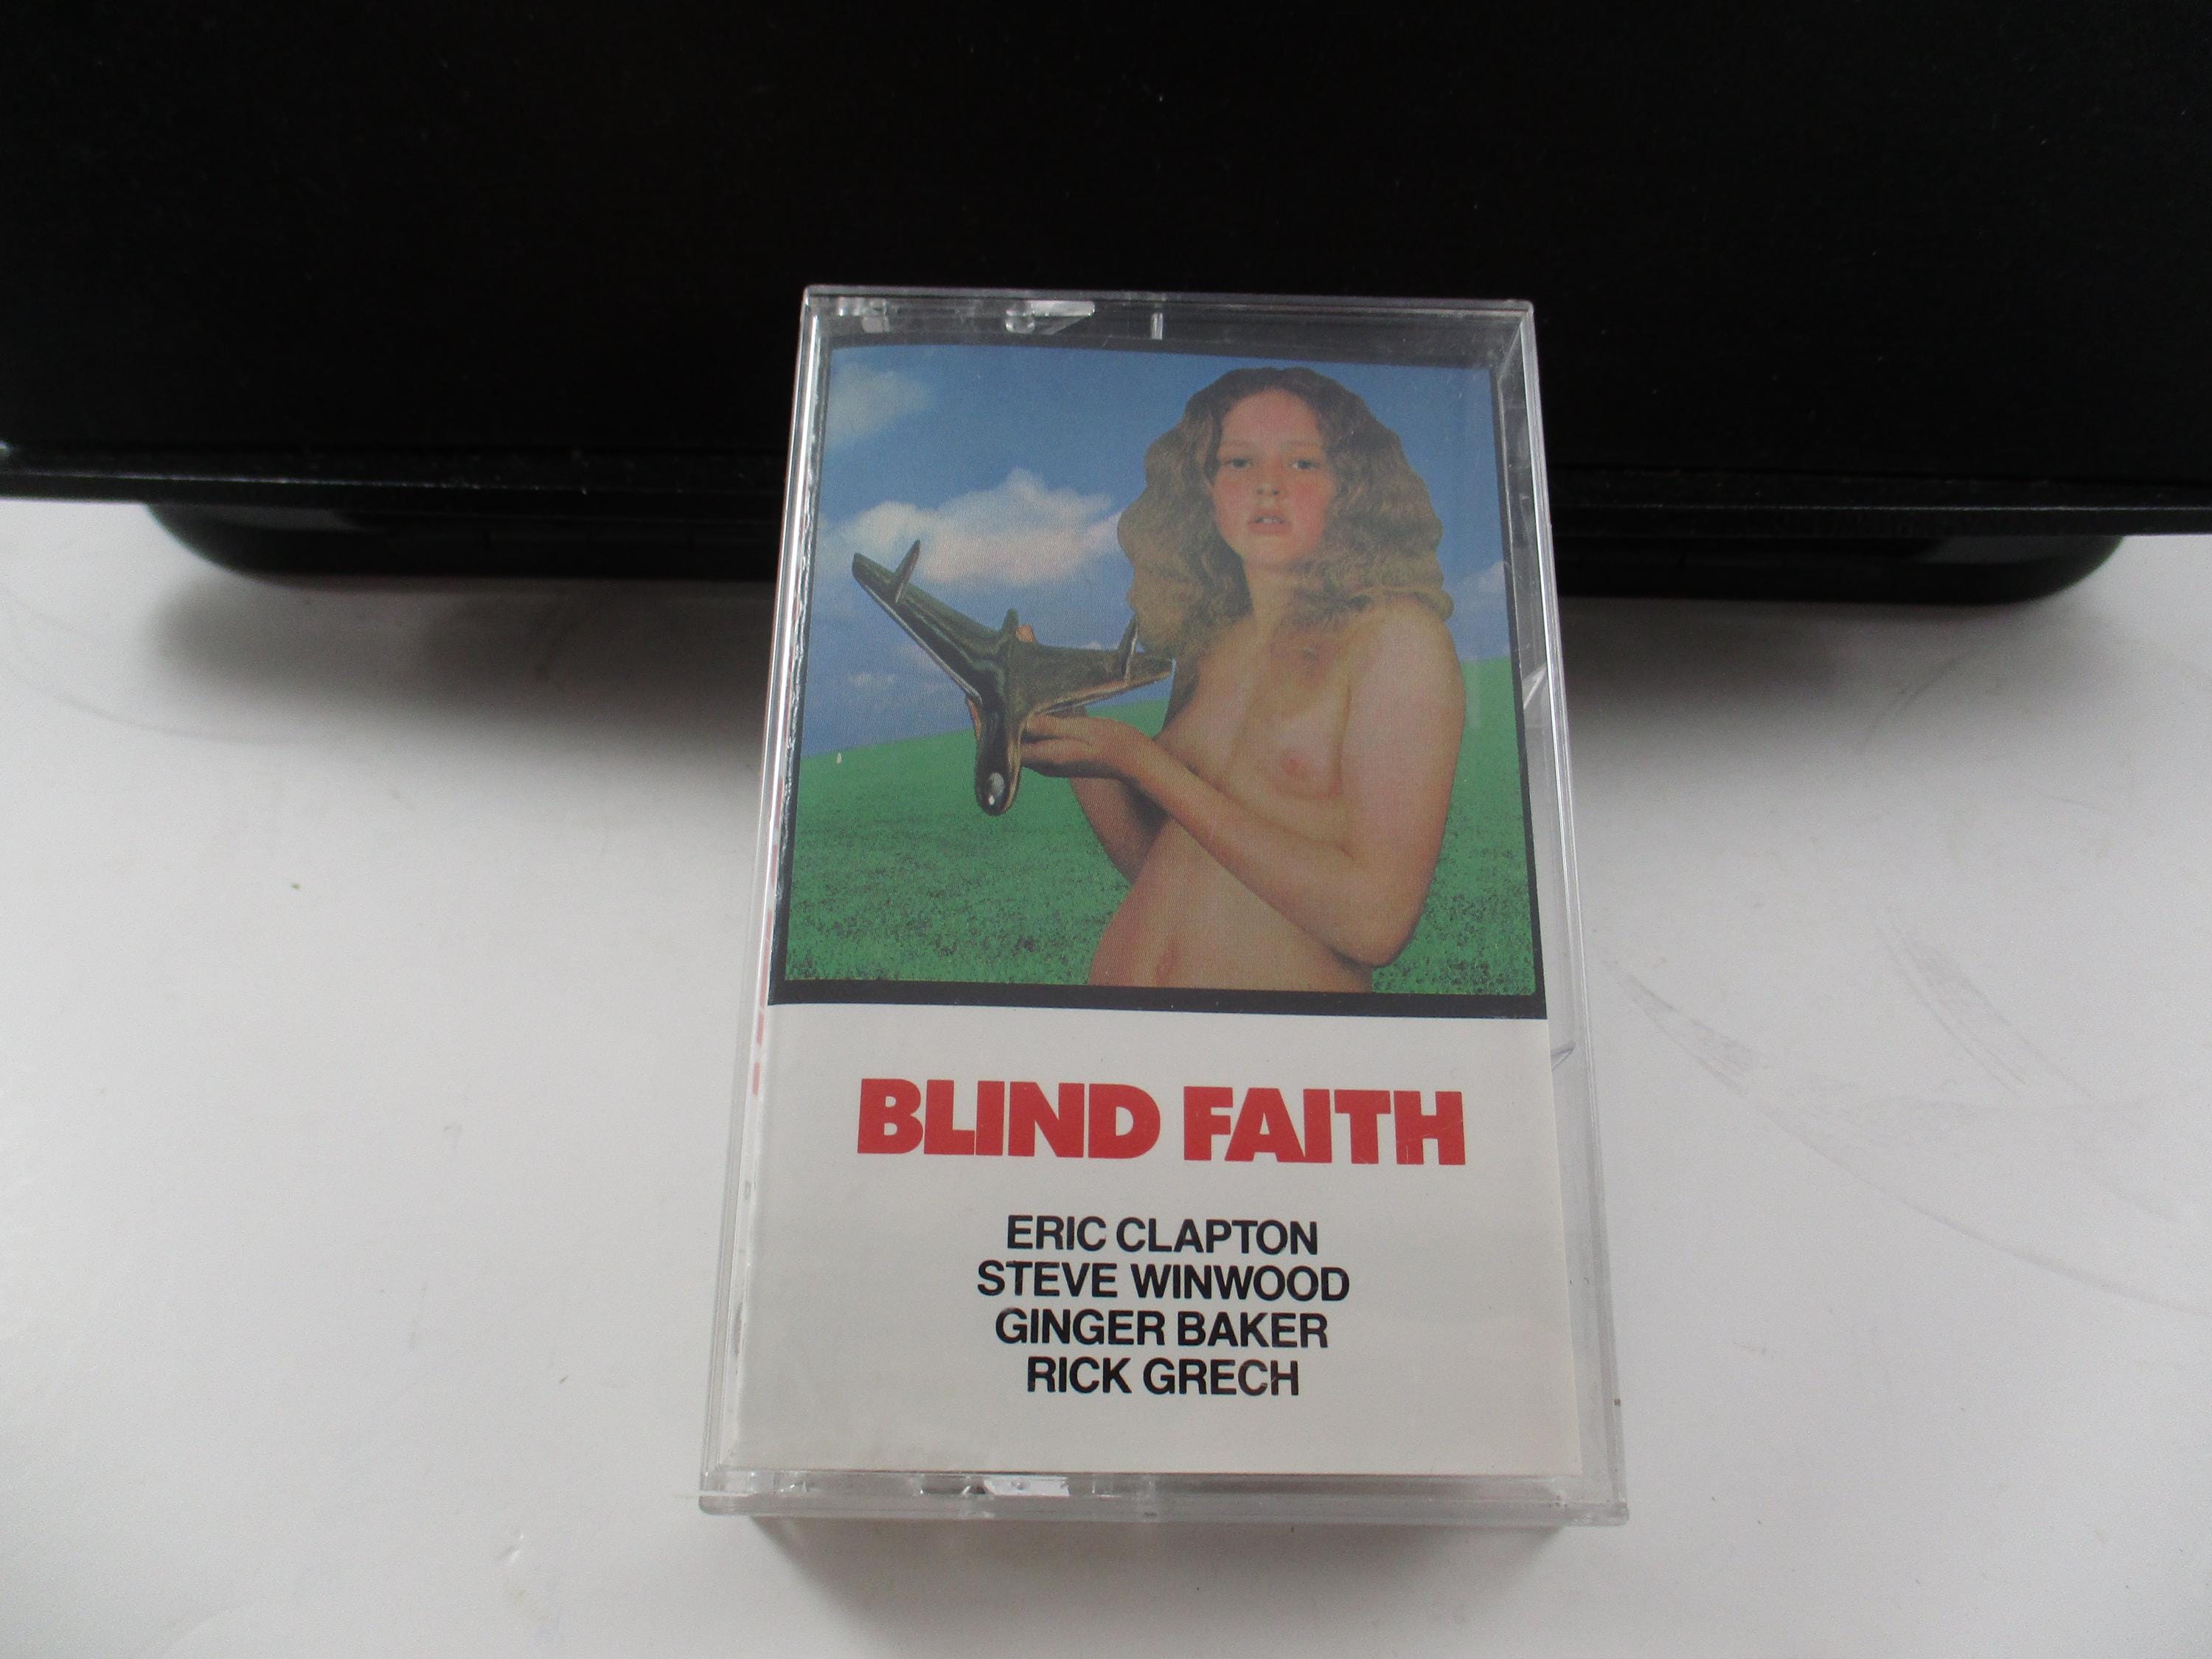 BLIND FAITH
ERIC CLAPTON
STEVE WINWOOD
GINGER BAKER
RICK GRECH